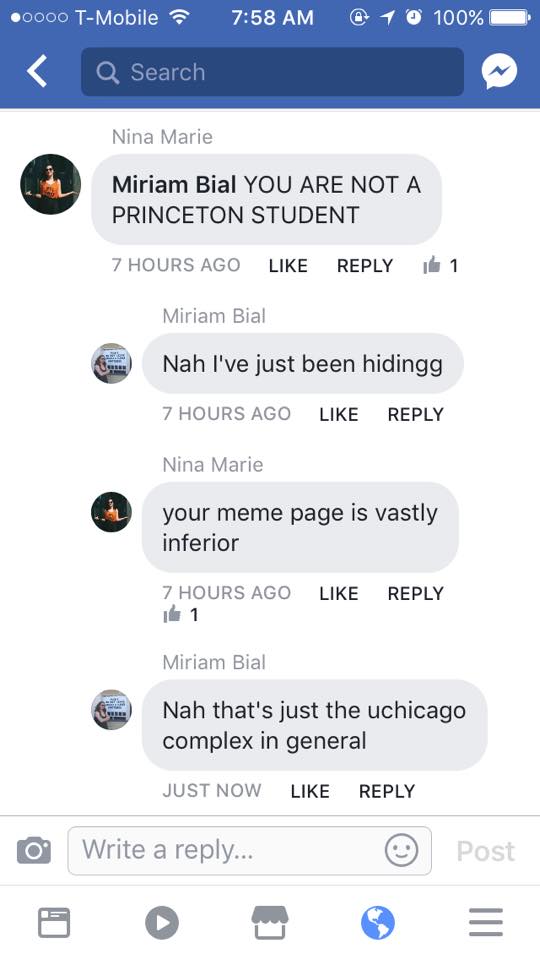 T-Mobile 7:58 AM 100%
Search
Nina Marie
Miriam Bial YOU ARE NOT A
PRINCETON STUDENT
7 HOURS AGO LIKE REPLY 1
Miriam Bial
Nah I've just been hidingg
7 HOURS AGO LIKE REPLY
Nina Marie
your meme page is vastly
inferior
7 HOURS AGO LIKE REPLY
1
Miriam Bial
Nah that's just the uchicago
complex in general
JUST NOW LIKE REPLY
Write a reply... Post